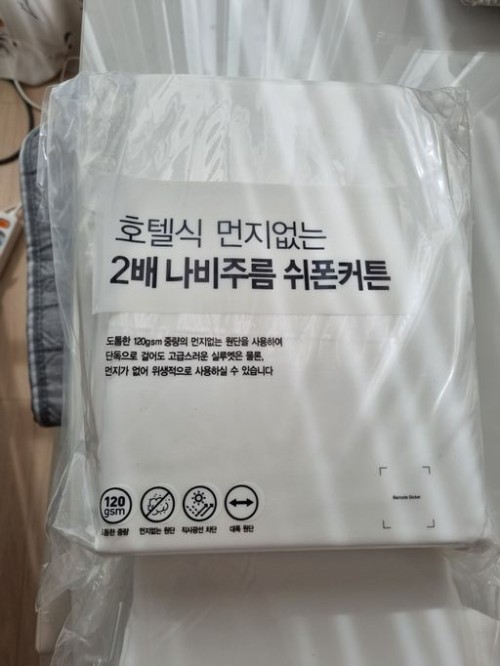 호텔식 먼지없는
2배 나비주름 쉬폰커튼
도톰한 120gsm 중량의 먼지없는 원단을 사용하여
단독으로 걸어도 고급스러운 실루엣은 물론,
먼지가 없어 위생적으로 사용하실 수 있습니다
120
gsm
도톰한 중량 먼지없는 원단 직사광선 차단 대폭 원단
Barcode Sticker